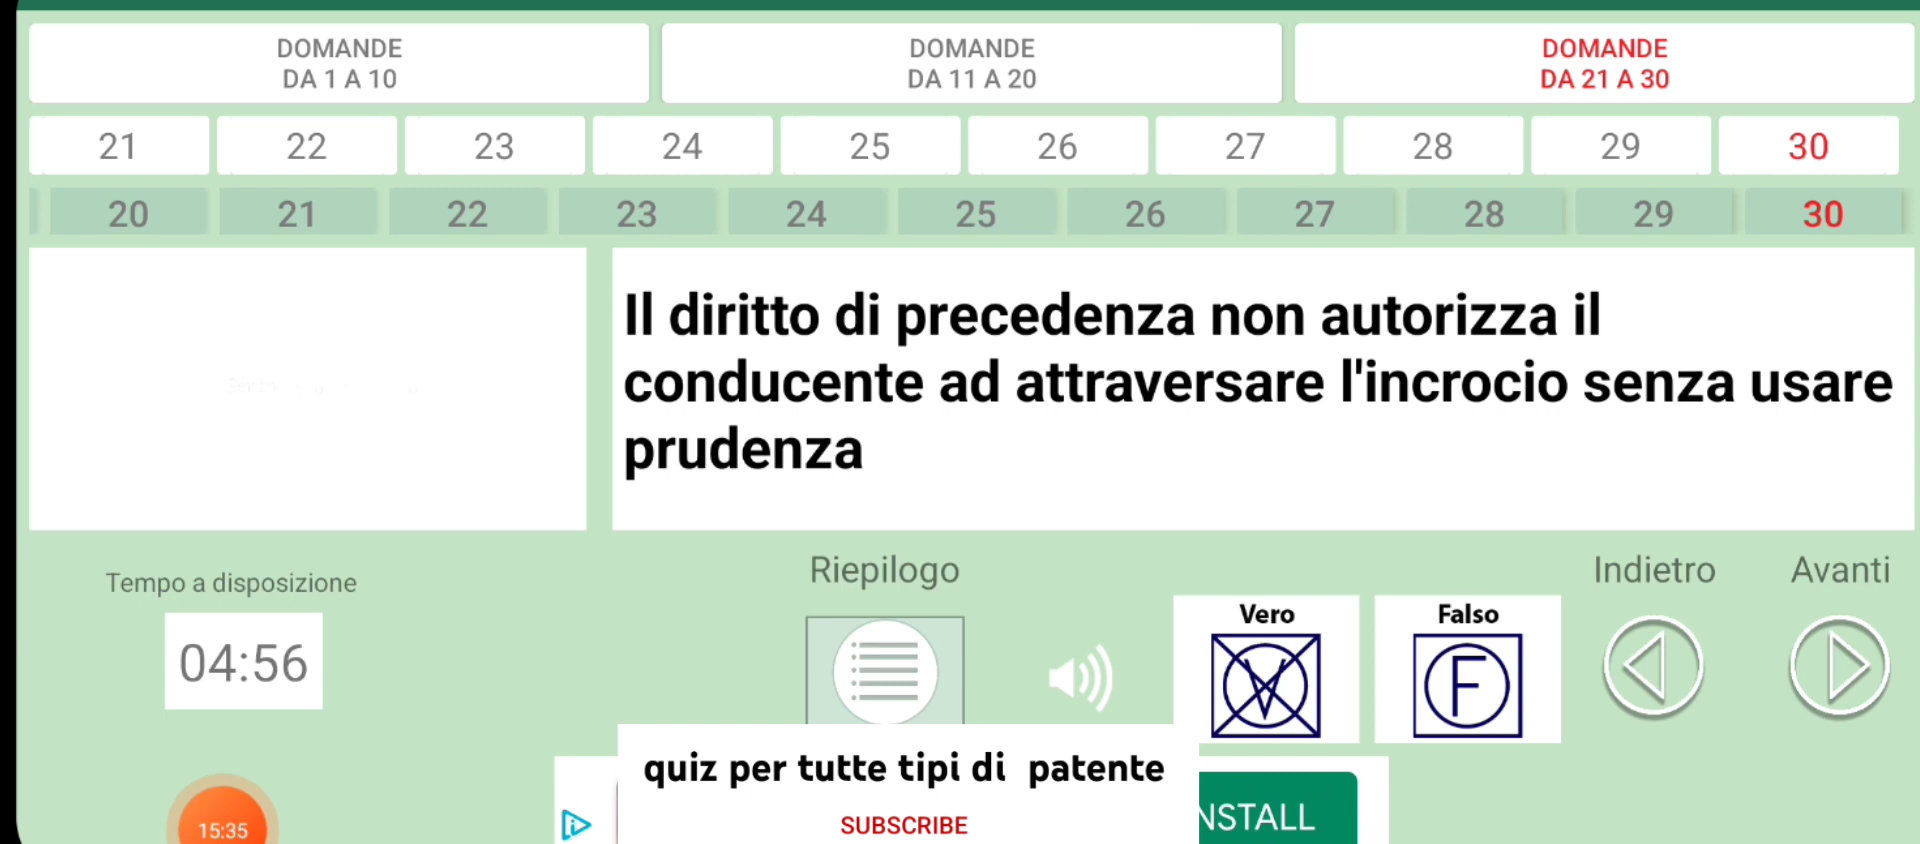 DOMANDE
DA 1 A 10
DOMANDE
DA 11 A 20
DOMANDE
DA 21 A 30
21 22 23 24 25 26 27 28 29 30
20 21 22 23 24 25 26 27 28 29 30
Il diritto di precedenza non autorizza il
conducente ad attraversare l'incrocio senza usare
prudenza
Tempo a disposizione
04:56
Riepilogo
Vero
V
Falso
F
Indietro
Avanti
quiz per tutte tipi di patente
SUBSCRIBE
NSTALL
15:35